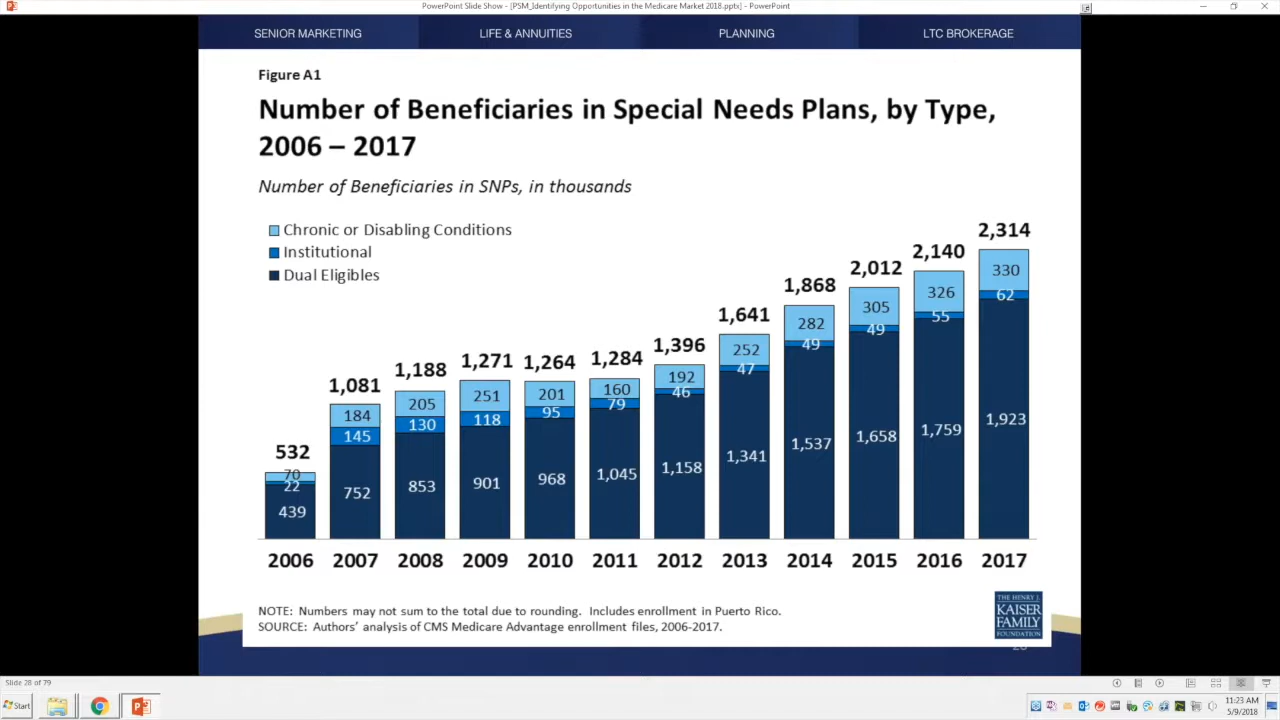 PowerPoint Slide Show - [PSM_Identifying Opportunities in the Medicare Market 2018.pptx] - PowerPoint
SENIOR MARKETING LIFE & ANNUITIES PLANNING LTC BROKERAGE
Figure A1
Number of Beneficiaries in Special Needs Plans, by Type,
2006 – 2017
Number of Beneficiaries in SNPs, in thousands
Chronic or Disabling Conditions
Institutional
Dual Eligibles
532 1,081 1,188 1,271 1,264 1,284 1,396 1,641 1,868 2,012 2,140 2,314
70 184 205 251 201 160 192 252 282 305 326 330
22 145 130 118 95 79 46 47 49 49 55 62
439 752 853 901 968 1,045 1,158 1,341 1,537 1,658 1,759 1,923
2006 2007 2008 2009 2010 2011 2012 2013 2014 2015 2016 2017
NOTE: Numbers may not sum to the total due to rounding. Includes enrollment in Puerto Rico.
SOURCE: Authors’ analysis of CMS Medicare Advantage enrollment files, 2006-2017.
THE HENRY J.
KAISER
FAMILY
FOUNDATION
Slide 28 of 79
Start
11:23 AM
5/9/2018